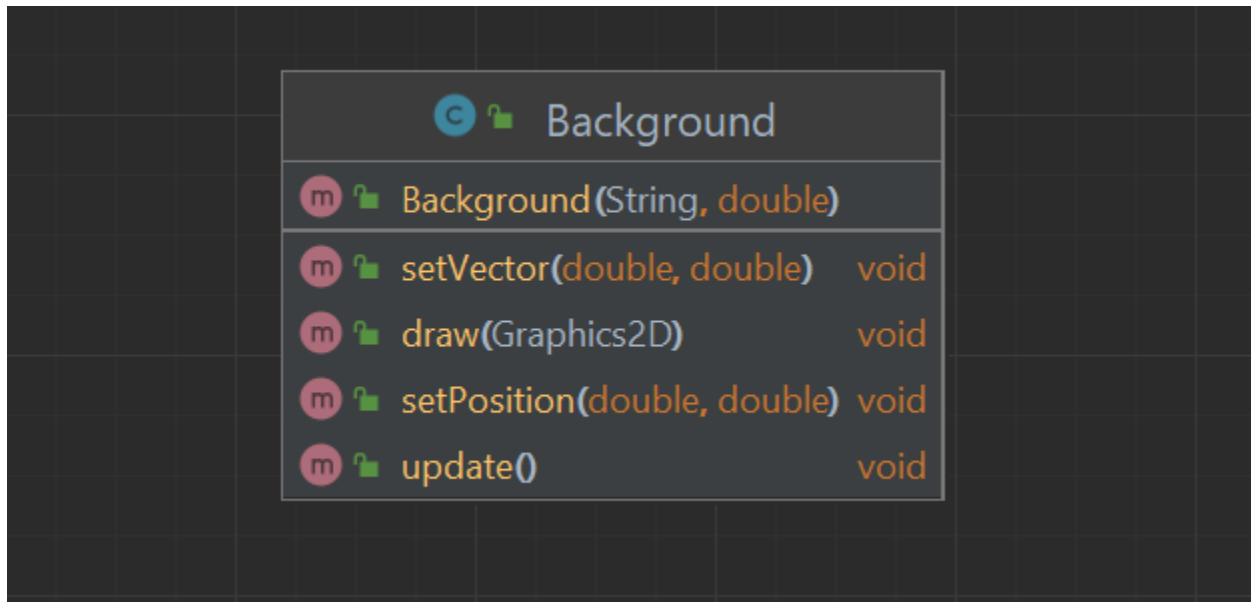 C Background
m Background(String, double)
m setVector(double, double) void
m draw(Graphics2D) void
m setPosition(double, double) void
m update() void